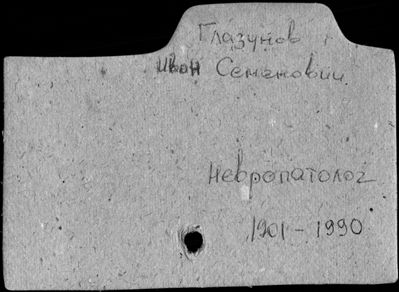 Глазунов
Иван Семенович
Невропатолог
1901-1990